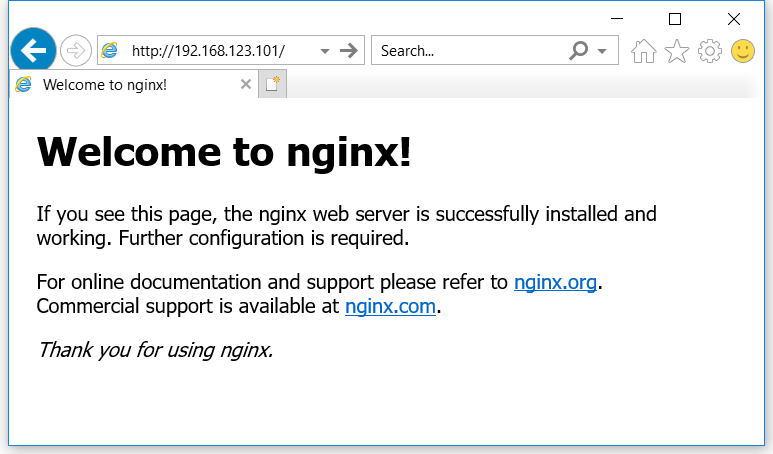 http://192.168.123.101/
Search...
Welcome to nginx!
Welcome to nginx!
If you see this page, the nginx web server is successfully installed and
working. Further configuration is required.
For online documentation and support please refer to nginx.org.
Commercial support is available at nginx.com.
Thank you for using nginx.